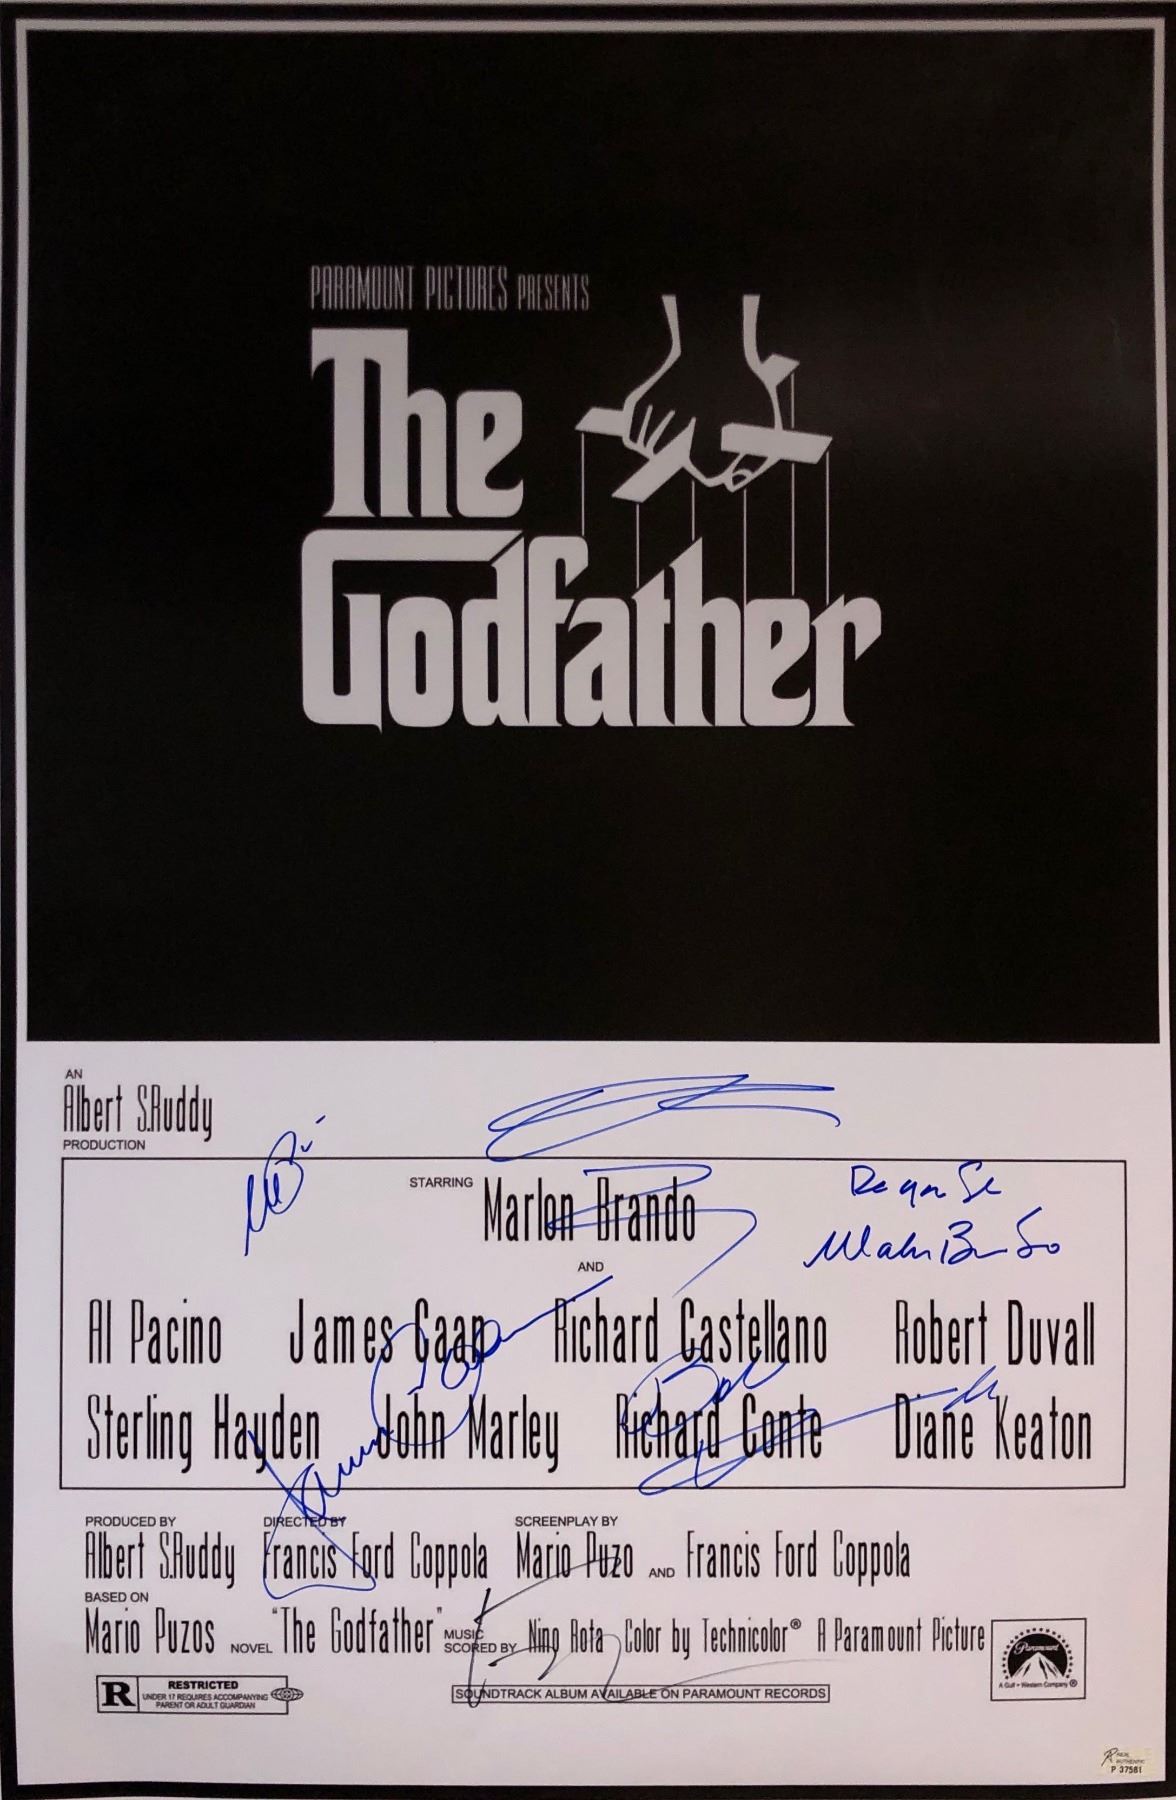 PARAMOUNT PICTURES PRESENTS
The
Godfather
AN
Albert S.Ruddy
PRODUCTION
STARRING Marlon Brando
AND
Al Pacino James Caan Richard Castellano Robert Duvall
Sterling Hayden John Marley Richard Conte Diane Keaton
PRODUCED BY DIRECTED BY SCREENPLAY BY
Albert S.Ruddy Francis Ford Coppola Mario Puzo AND Francis Ford Coppola
BASED ON
Mario Puzos NOVEL "The Godfather" MUSIC SCORED BY Nino Rota Color by Technicolor® A Paramount Picture
Paramount
A Gulf + Western Company ®
R RESTRICTED
UNDER 17 REQUIRES ACCOMPANYING
PARENT OR ADULT GUARDIAN
SOUNDTRACK ALBUM AVAILABLE ON PARAMOUNT RECORDS
REAL
AUTHENTIC
P 37581